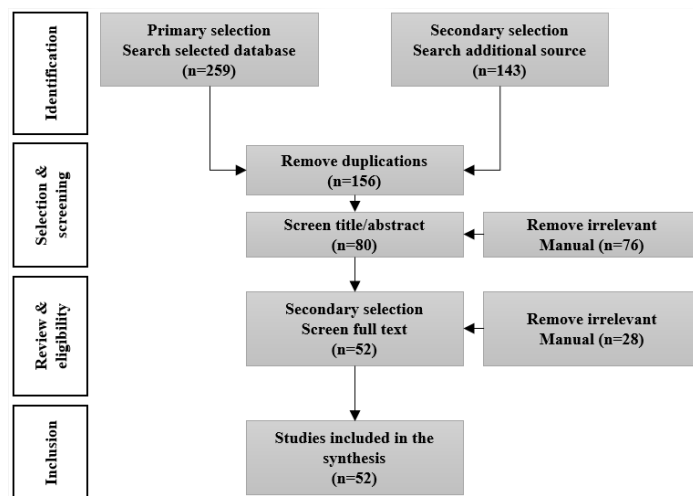 Identification
Primary selection
Search selected database
(n=259)
Secondary selection
Search additional source
(n=143)
Selection &
screening
Remove duplications
(n=156)
Screen title/abstract
(n=80)
Remove irrelevant
Manual (n=76)
Review &
eligibility
Secondary selection
Screen full text
(n=52)
Remove irrelevant
Manual (n=28)
Inclusion
Studies included in the
synthesis
(n=52)